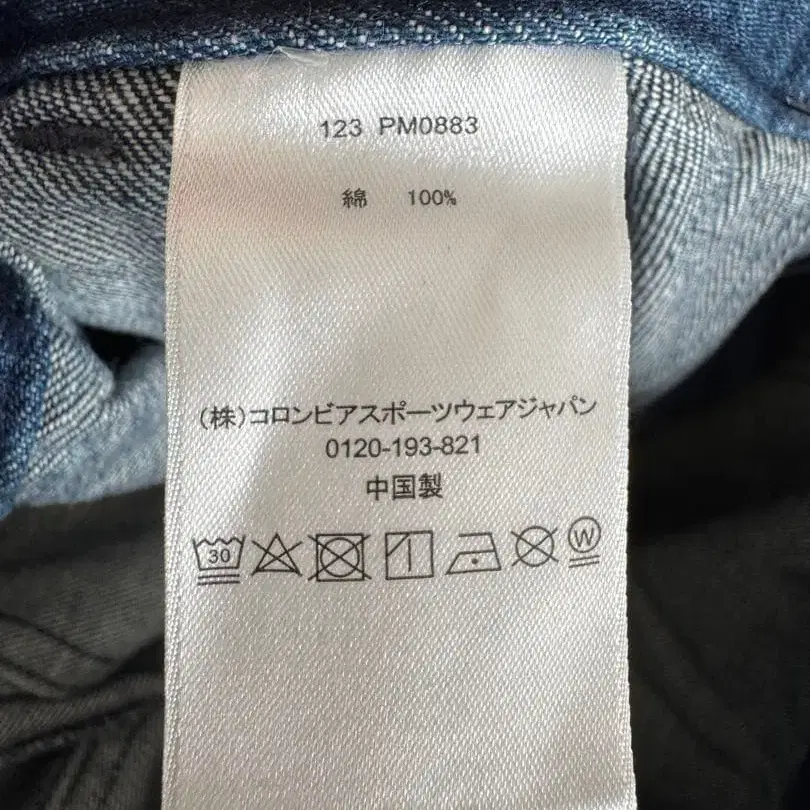 123 PM0883
綿 100%
(株)コロンビアスポーツウェアジャパン
0120-193-821
中国製
30 W